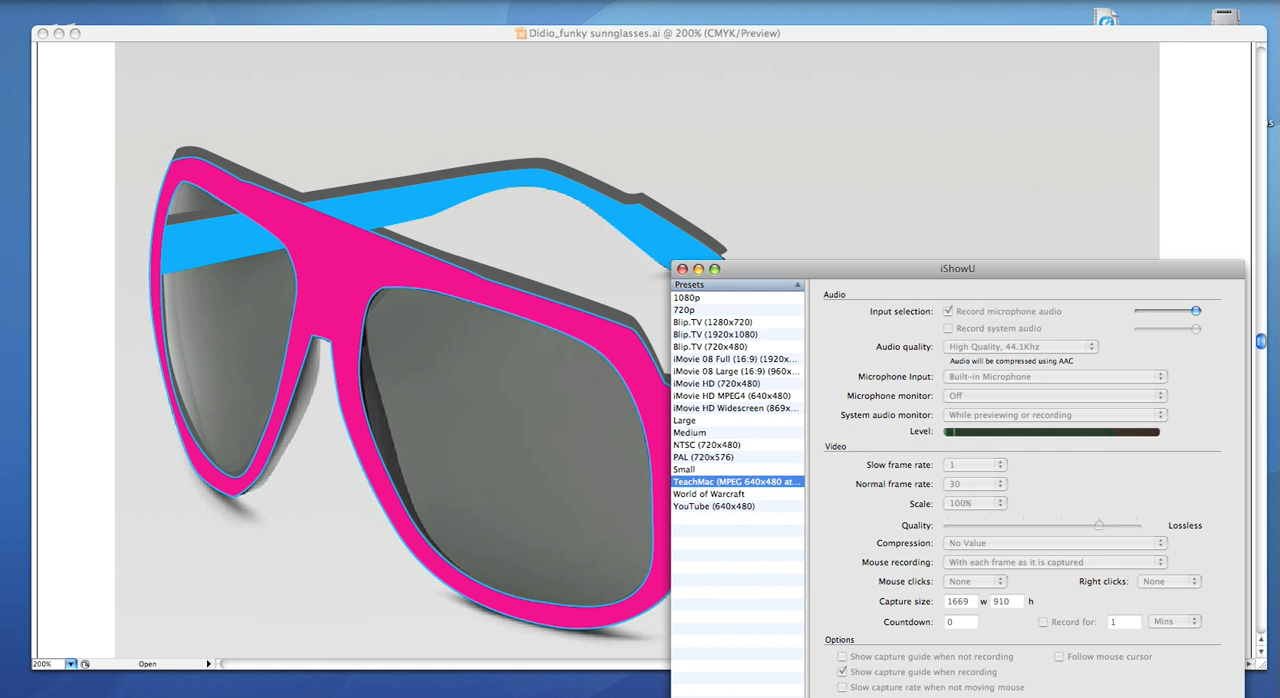 Didio_funky sunnglasses.ai @ 200% (CMYK/Preview)
iShowU
Presets
1080p
720p
Blip.TV (1280x720)
Blip.TV (1920x1080)
Blip.TV (720x480)
iMovie 08 Full (16:9) (1920x...
iMovie 08 Large (16:9) (960x...
iMovie HD (720x480)
iMovie HD MPEG4 (640x480)
iMovie HD Widescreen (869x...
Large
Medium
NTSC (720x480)
PAL (720x576)
Small
TeachMac (MPEG 640x480 at...
World of Warcraft
YouTube (640x480)
Audio
Input selection: Record microphone audio
Record system audio
Audio quality: High Quality, 44.1Khz
Audio will be compressed using AAC
Microphone Input: Built-in Microphone
Microphone monitor: Off
System audio monitor: While previewing or recording
Level:
Video
Slow frame rate: 1
Normal frame rate: 30
Scale: 100%
Quality: Lossless
Compression: No Value
Mouse recording: With each frame as it is captured
Mouse clicks: None Right clicks: None
Capture size: 1669 w 910 h
Countdown: 0 Record for: 1 Mins
Options
Show capture guide when not recording Follow mouse cursor
Show capture guide when recording
Show capture rate when not moving mouse
200% Open